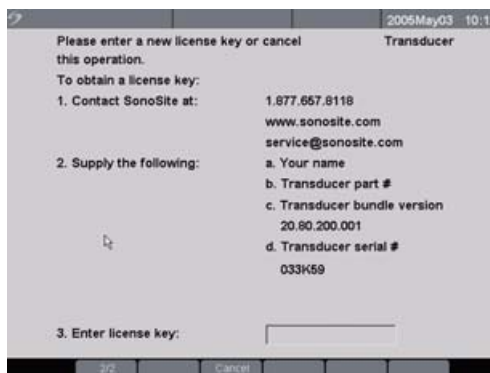 2005May03 10:1
Please enter a new license key or cancel Transducer
this operation.
To obtain a license key:
1. Contact SonoSite at: 1.877.657.8118
www.sonosite.com
service@sonosite.com
2. Supply the following: a. Your name
b. Transducer part #
c. Transducer bundle version
20.80.200.001
d. Transducer serial #
033K59
3. Enter license key:
2/2 Cancel